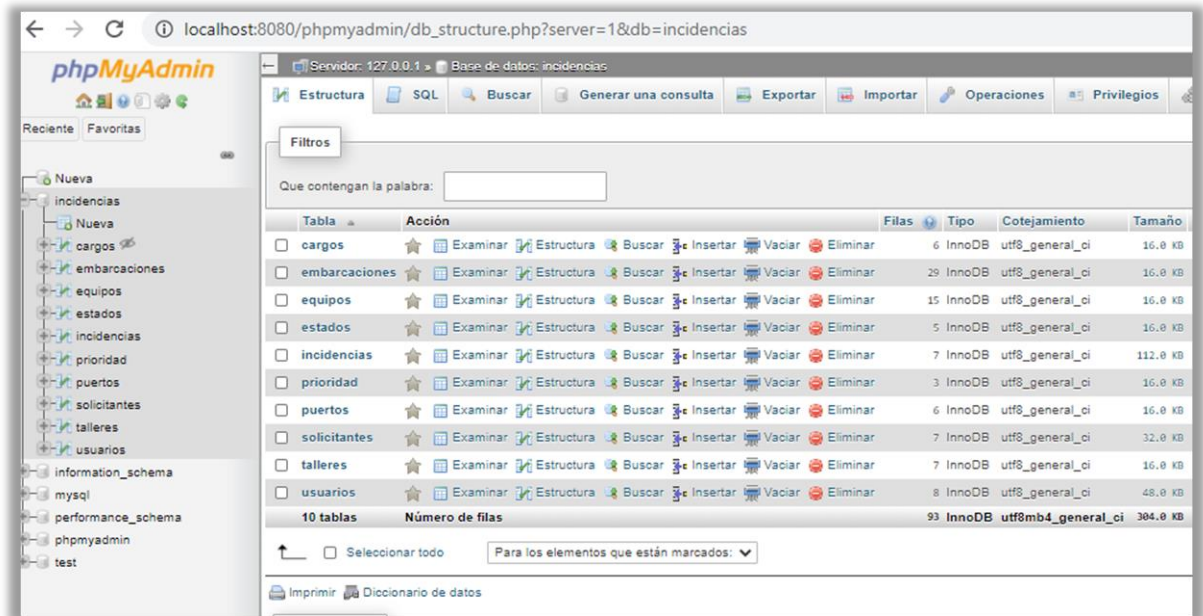 localhost:8080/phpmyadmin/db_structure.php?server=1&db=incidencias
phpMyAdmin
Reciente Favoritas
Nueva
incidencias
Nueva
cargos
embarcaciones
equipos
estados
incidencias
prioridad
puertos
solicitantes
talleres
usuarios
information_schema
mysql
performance_schema
phpmyadmin
test
Servidor: 127.0.0.1 » Base de datos: incidencias
Estructura SQL Buscar Generar una consulta Exportar Importar Operaciones Privilegios
Filtros
Que contengan la palabra:
Tabla Acción Filas Tipo Cotejamiento Tamaño
cargos Examinar Estructura Buscar Insertar Vaciar Eliminar 6 InnoDB utf8_general_ci 16.0 KB
embarcaciones Examinar Estructura Buscar Insertar Vaciar Eliminar 29 InnoDB utf8_general_ci 16.0 KB
equipos Examinar Estructura Buscar Insertar Vaciar Eliminar 15 InnoDB utf8_general_ci 16.0 KB
estados Examinar Estructura Buscar Insertar Vaciar Eliminar 5 InnoDB utf8_general_ci 16.0 KB
incidencias Examinar Estructura Buscar Insertar Vaciar Eliminar 7 InnoDB utf8_general_ci 112.0 KB
prioridad Examinar Estructura Buscar Insertar Vaciar Eliminar 3 InnoDB utf8_general_ci 16.0 KB
puertos Examinar Estructura Buscar Insertar Vaciar Eliminar 6 InnoDB utf8_general_ci 16.0 KB
solicitantes Examinar Estructura Buscar Insertar Vaciar Eliminar 7 InnoDB utf8_general_ci 32.0 KB
talleres Examinar Estructura Buscar Insertar Vaciar Eliminar 7 InnoDB utf8_general_ci 16.0 KB
usuarios Examinar Estructura Buscar Insertar Vaciar Eliminar 8 InnoDB utf8_general_ci 48.0 KB
10 tablas Número de filas 93 InnoDB utf8mb4_general_ci 304.0 KB
Seleccionar todo Para los elementos que están marcados:
Imprimir Diccionario de datos